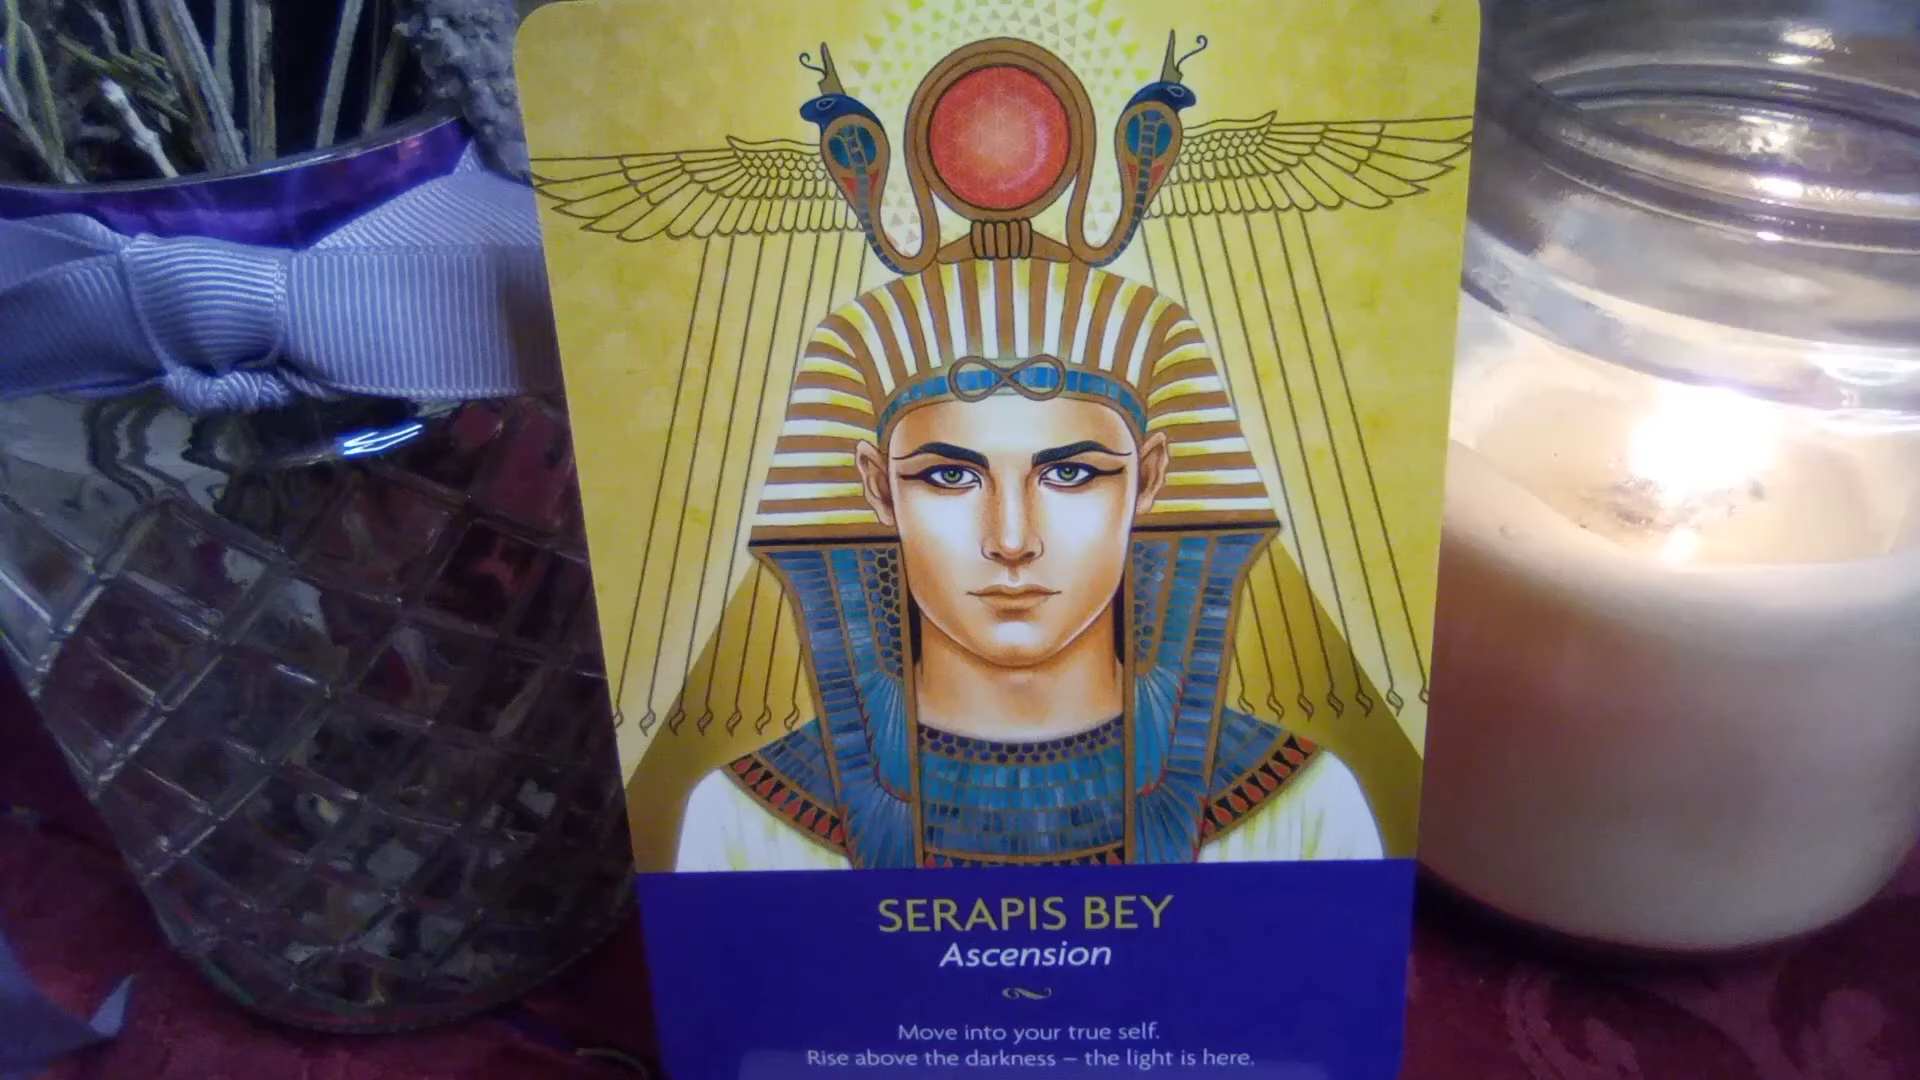 SERAPIS BEY
Ascension
Move into your true self.
Rise above the darkness – the light is here.